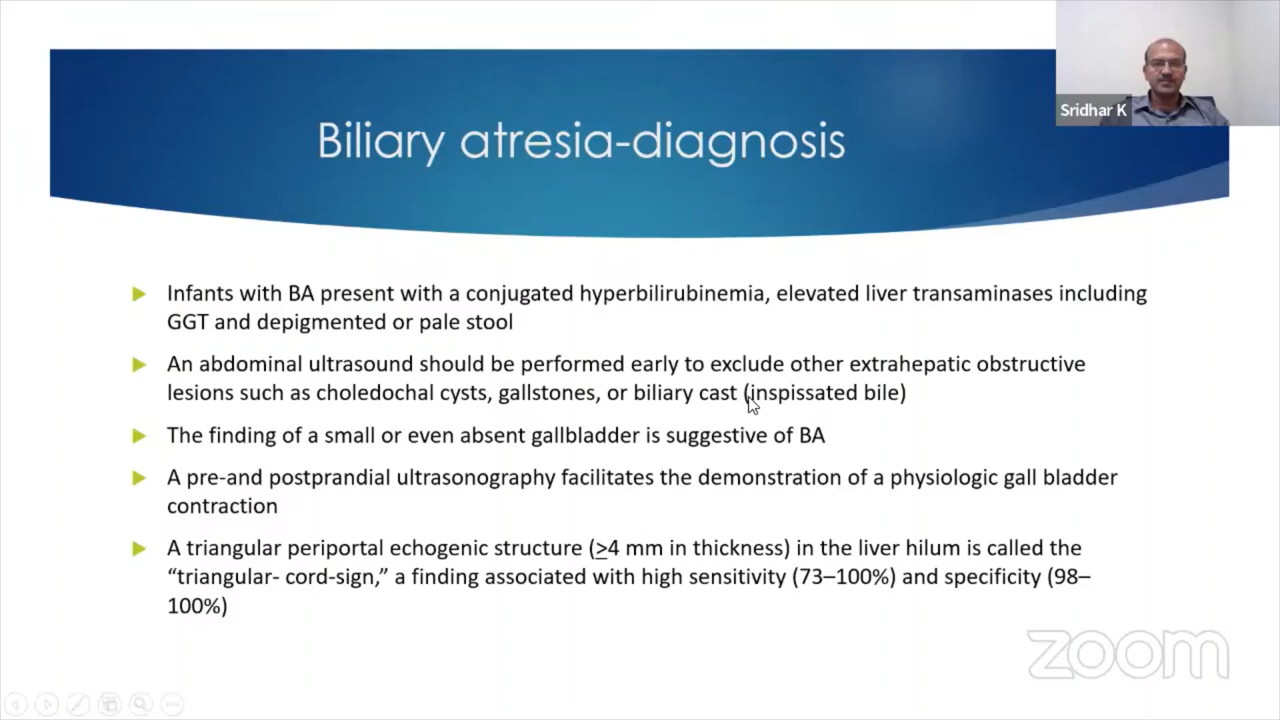 Sridhar K
Biliary atresia-diagnosis
Infants with BA present with a conjugated hyperbilirubinemia, elevated liver transaminases including
GGT and depigmented or pale stool
An abdominal ultrasound should be performed early to exclude other extrahepatic obstructive
lesions such as choledochal cysts, gallstones, or biliary cast (inspissated bile)
The finding of a small or even absent gallbladder is suggestive of BA
A pre-and postprandial ultrasonography facilitates the demonstration of a physiologic gall bladder
contraction
A triangular periportal echogenic structure (≥4 mm in thickness) in the liver hilum is called the
“triangular- cord-sign,” a finding associated with high sensitivity (73–100%) and specificity (98–
100%)
zoom